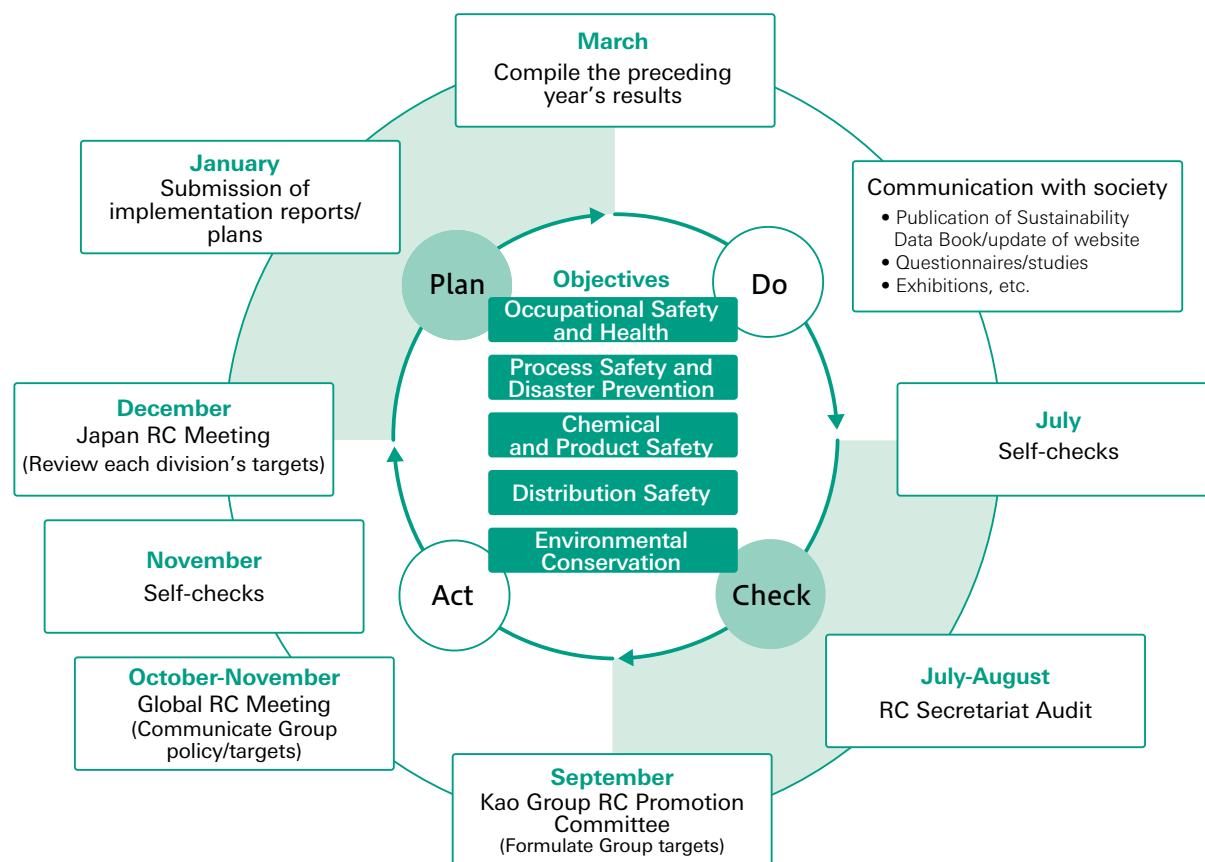 March
Compile the preceding
year’s results
January
Submission of
implementation reports/
plans
Communication with society
• Publication of Sustainability
Data Book/update of website
• Questionnaires/studies
• Exhibitions, etc.
Plan
Do
Objectives
Occupational Safety
and Health
Process Safety and
Disaster Prevention
Chemical
and Product Safety
Distribution Safety
Environmental
Conservation
December
Japan RC Meeting
(Review each division’s targets)
July
Self-checks
November
Self-checks
Act
Check
October-November
Global RC Meeting
(Communicate Group
policy/targets)
July-August
RC Secretariat Audit
September
Kao Group RC Promotion
Committee
(Formulate Group targets)